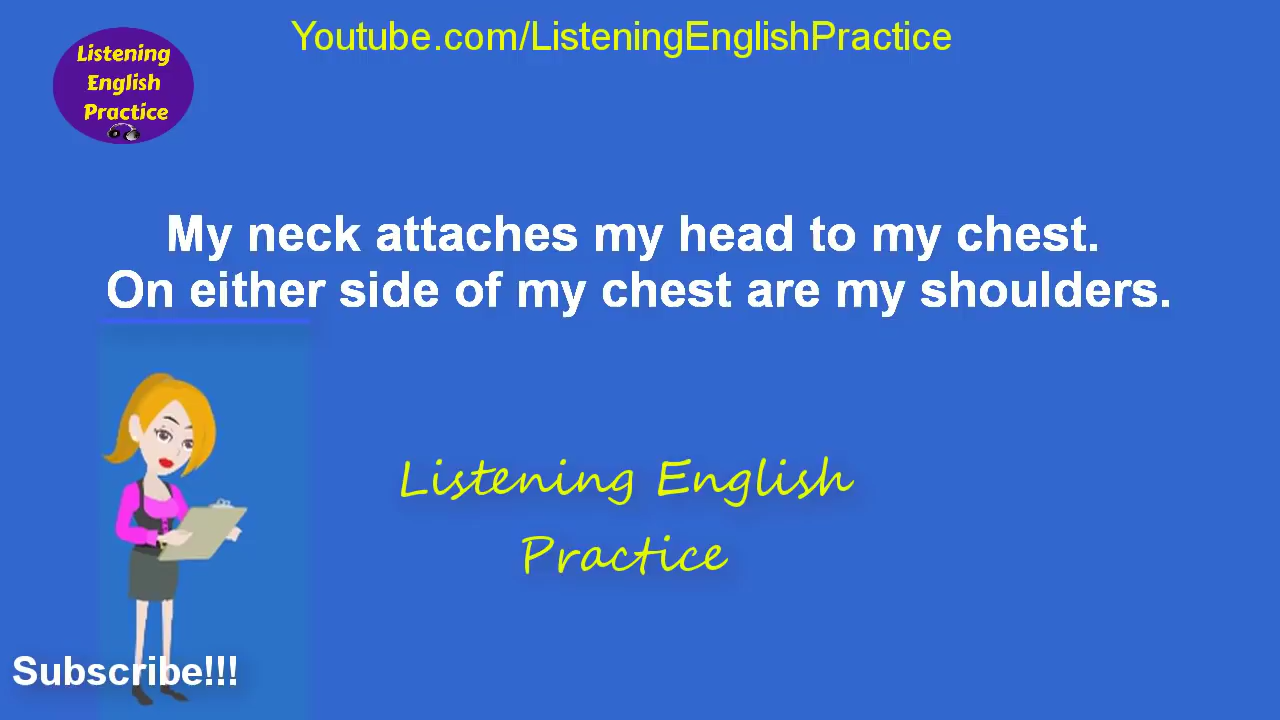 Youtube.com/ListeningEnglishPractice
Listening
English
Practice
My neck attaches my head to my chest.
On either side of my chest are my shoulders.
Listening English
Practice
Subscribe!!!